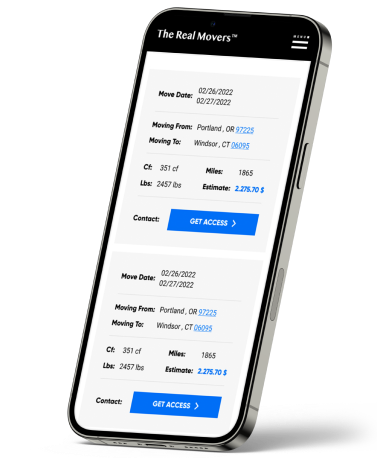 The Real Movers™
MENU
Move Date: 02/26/2022
02/27/2022
Moving From: Portland , OR 97225
Moving To: Windsor , CT 06095
Cf: 351 cf Miles: 1865
Lbs: 2457 lbs Estimate: 2.275.70 $
Contact: GET ACCESS >
Move Date: 02/26/2022
02/27/2022
Moving From: Portland , OR 97225
Moving To: Windsor , CT 06095
Cf: 351 cf Miles: 1865
Lbs: 2457 lbs Estimate: 2.275.70 $
Contact: GET ACCESS >